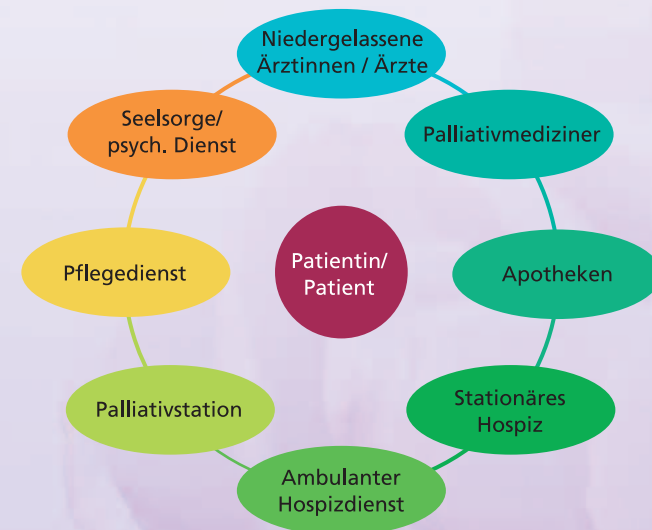 Niedergelassene
Ärztinnen / Ärzte
Seelsorge/
psych. Dienst
Palliativmediziner
Pflegedienst
Patientin/
Patient
Apotheken
Palliativstation
Stationäres
Hospiz
Ambulanter
Hospizdienst